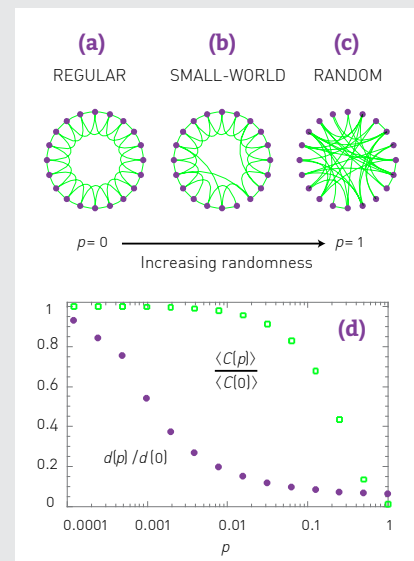 (a) (b) (c)
REGULAR SMALL-WORLD RANDOM
p = 0 p = 1
Increasing randomness
(d)
1
0.8
0.6
0.4
0.2
0
⟨C(p)⟩
⟨C(0)⟩
d(p)/d(0)
0.0001 0.001 0.01 0.1 1
p